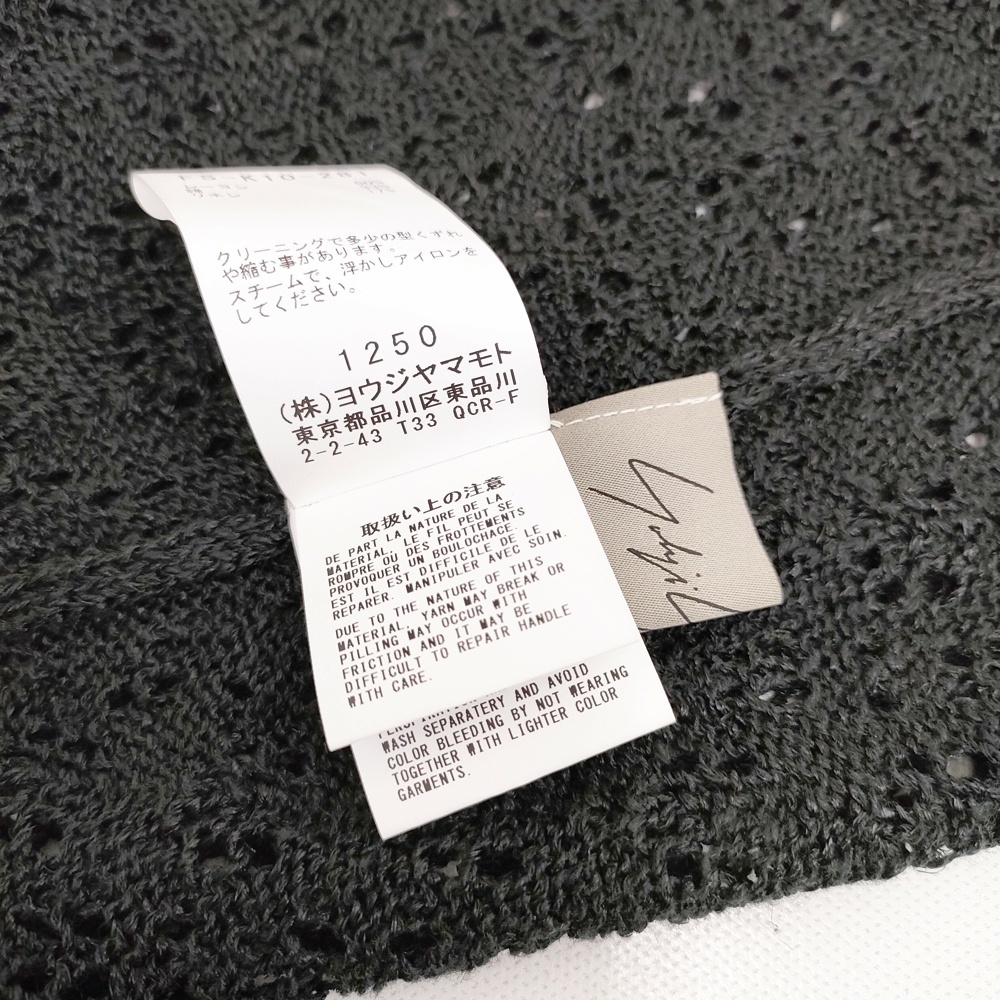 FS-K10-281
クリーニングで多少の型くずれ
や縮む事があります。
スチームで、浮かしアイロンを
してください。
1250
(株)ヨウジヤマモト
東京都品川区東品川
2-2-43 T33 QCR-F
取扱い上の注意
DE PART LA NATURE DE LA
MATERIAL, LE FIL PEUT SE
ROMPRE OU DES FROTTEMENTS
PROVOQUER UN BOULOCHAGE.
EST IL EST DIFFICILE DE LE
REPARER. MANIPULER AVEC SOIN.
DUE TO THE NATURE OF THIS
MATERIAL, YARN MAY BREAK OR
PILLING MAY OCCUR WITH
FRICTION AND IT MAY BE
DIFFICULT TO REPAIR HANDLE
WITH CARE.
AND AVOID
WASH SEPARATERY
COLOR BLEEDING BY NOT WEARING
TOGETHER WITH LIGHTER COLOR
GARMENTS.
Yohji